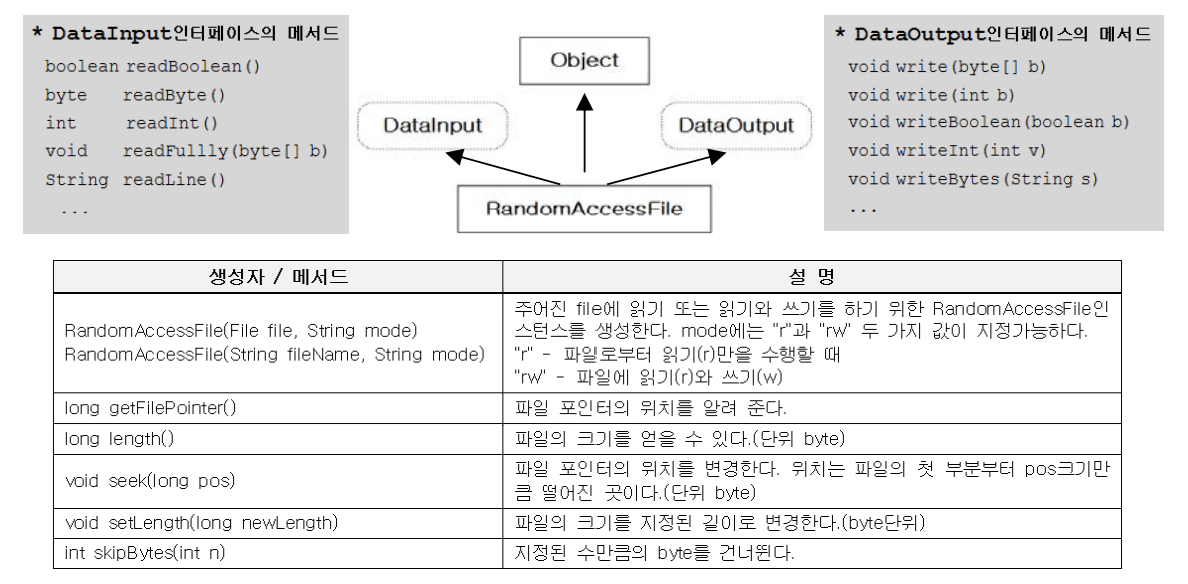 * DataInput인터페이스의 메서드
boolean readBoolean()
byte readByte()
int readInt()
void readFullly(byte[] b)
String readLine()
...
Object
DataInput
DataOutput
RandomAccessFile
* DataOutput인터페이스의 메서드
void write(byte[] b)
void write(int b)
void writeBoolean(boolean b)
void writeInt(int v)
void writeBytes(String s)
...
생성자 / 메서드
설 명
RandomAccessFile(File file, String mode)
RandomAccessFile(String fileName, String mode)
주어진 file에 읽기 또는 읽기와 쓰기를 하기 위한 RandomAccessFile인
스턴스를 생성한다. mode에는 "r"과 "rw" 두 가지 값이 지정가능하다.
"r" - 파일로부터 읽기(r)만을 수행할 때
"rw" - 파일에 읽기(r)와 쓰기(w)
long getFilePointer()
파일 포인터의 위치를 알려 준다.
long length()
파일의 크기를 얻을 수 있다.(단위 byte)
void seek(long pos)
파일 포인터의 위치를 변경한다. 위치는 파일의 첫 부분부터 pos크기만
큼 떨어진 곳이다.(단위 byte)
void setLength(long newLength)
파일의 크기를 지정된 길이로 변경한다.(byte단위)
int skipBytes(int n)
지정된 수만큼의 byte를 건너뛴다.